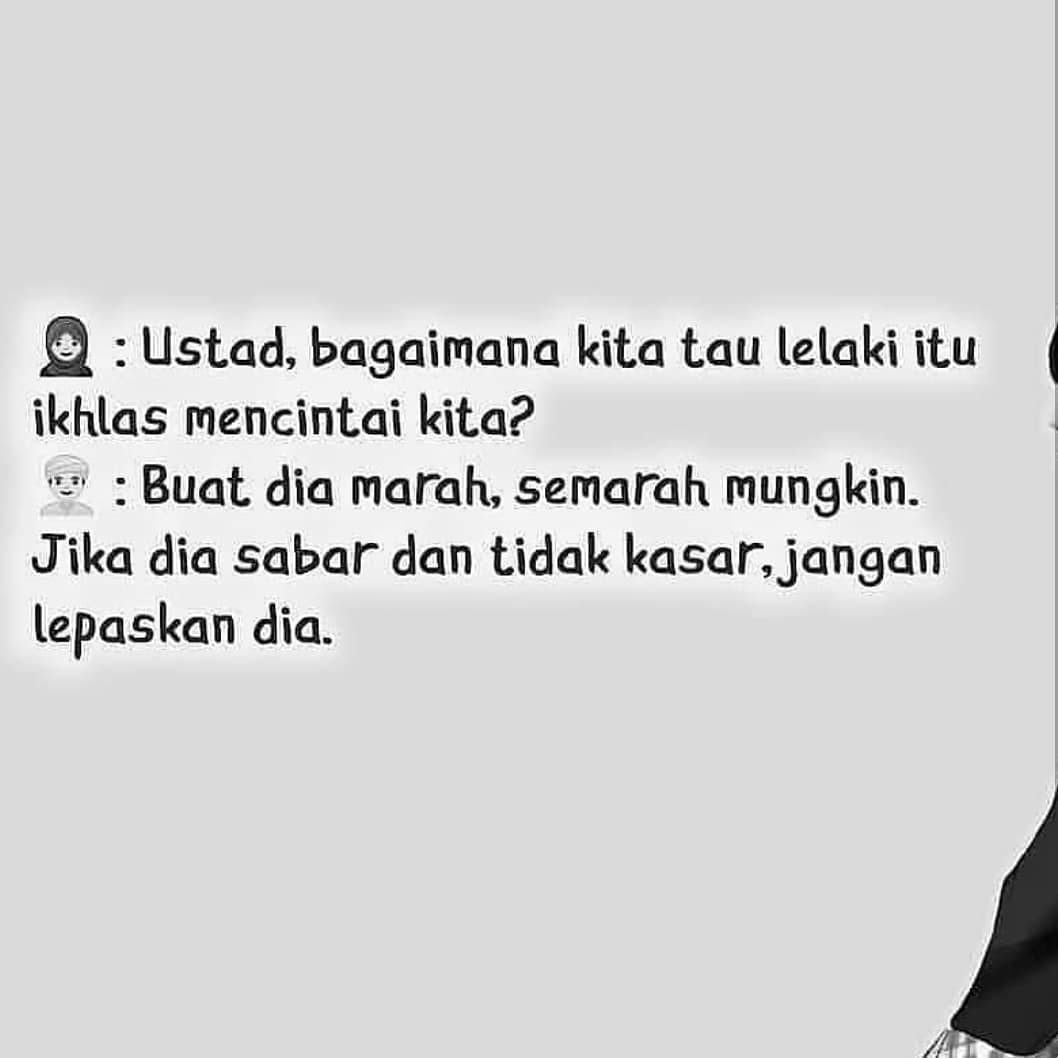 🧕 : Ustad, bagaimana kita tau lelaki itu
ikhlas mencintai kita?
👳 : Buat dia marah, semarah mungkin.
Jika dia sabar dan tidak kasar, jangan
lepaskan dia.